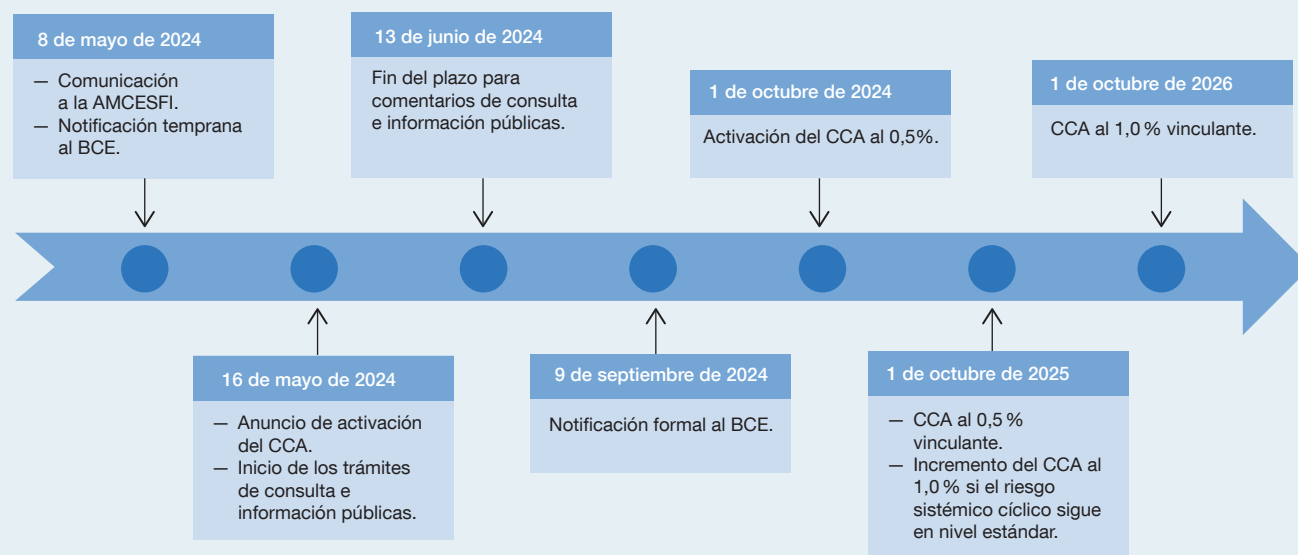 8 de mayo de 2024
— Comunicación
a la AMCESFI.
— Notificación temprana
al BCE.
13 de junio de 2024
Fin del plazo para
comentarios de consulta
e información públicas.
1 de octubre de 2024
Activación del CCA al 0,5%.
1 de octubre de 2026
CCA al 1,0 % vinculante.
16 de mayo de 2024
— Anuncio de activación
del CCA.
— Inicio de los trámites
de consulta e
información públicas.
9 de septiembre de 2024
Notificación formal al BCE.
1 de octubre de 2025
— CCA al 0,5 %
vinculante.
— Incremento del CCA al
1,0 % si el riesgo
sistémico cíclico sigue
en nivel estándar.